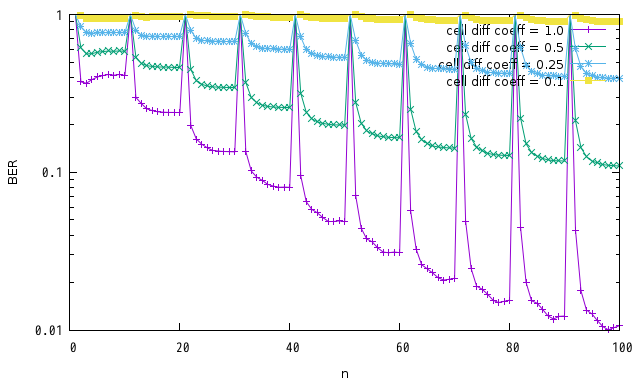 1
0.1
0.01
BER
0
20
40
60
80
100
n
cell diff coeff = 1.0
cell diff coeff = 0.5
cell diff coeff = 0.25
cell diff coeff = 0.1